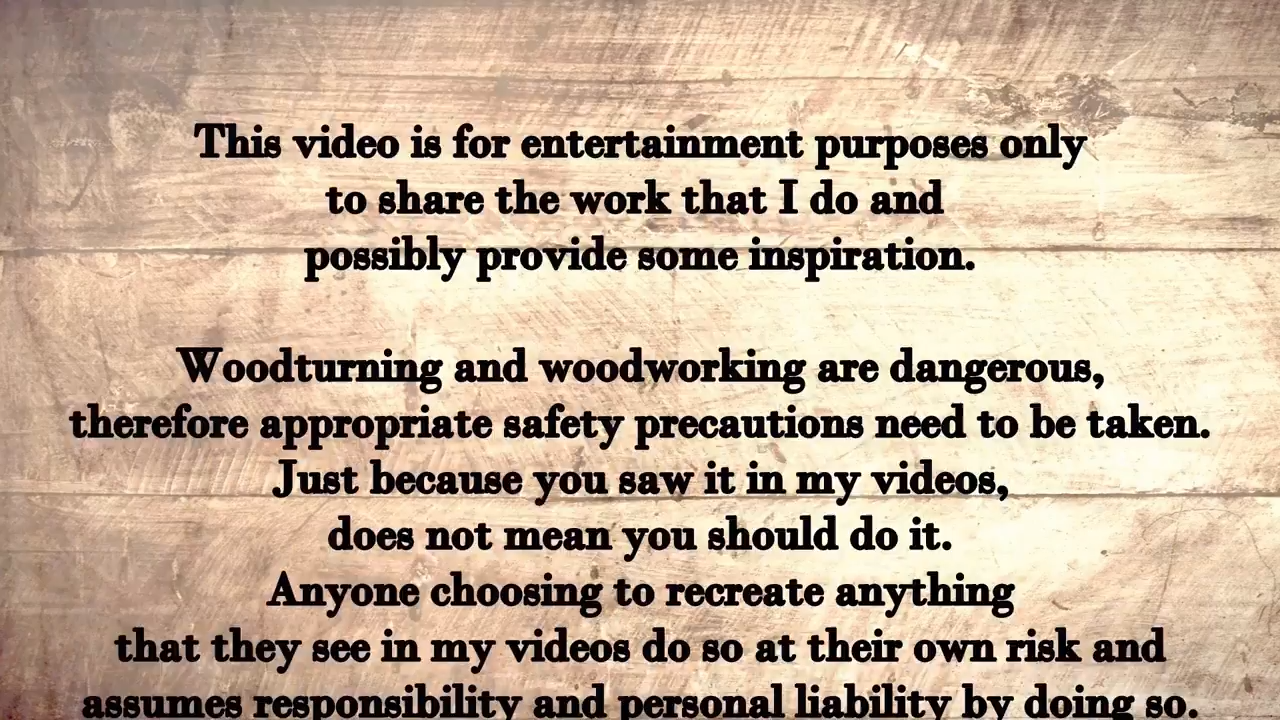 This video is for entertainment purposes only
to share the work that I do and
possibly provide some inspiration.
Woodturning and woodworking are dangerous,
therefore appropriate safety precautions need to be taken.
Just because you saw it in my videos,
does not mean you should do it.
Anyone choosing to recreate anything
that they see in my videos do so at their own risk and
assumes responsibility and personal liability by doing so.